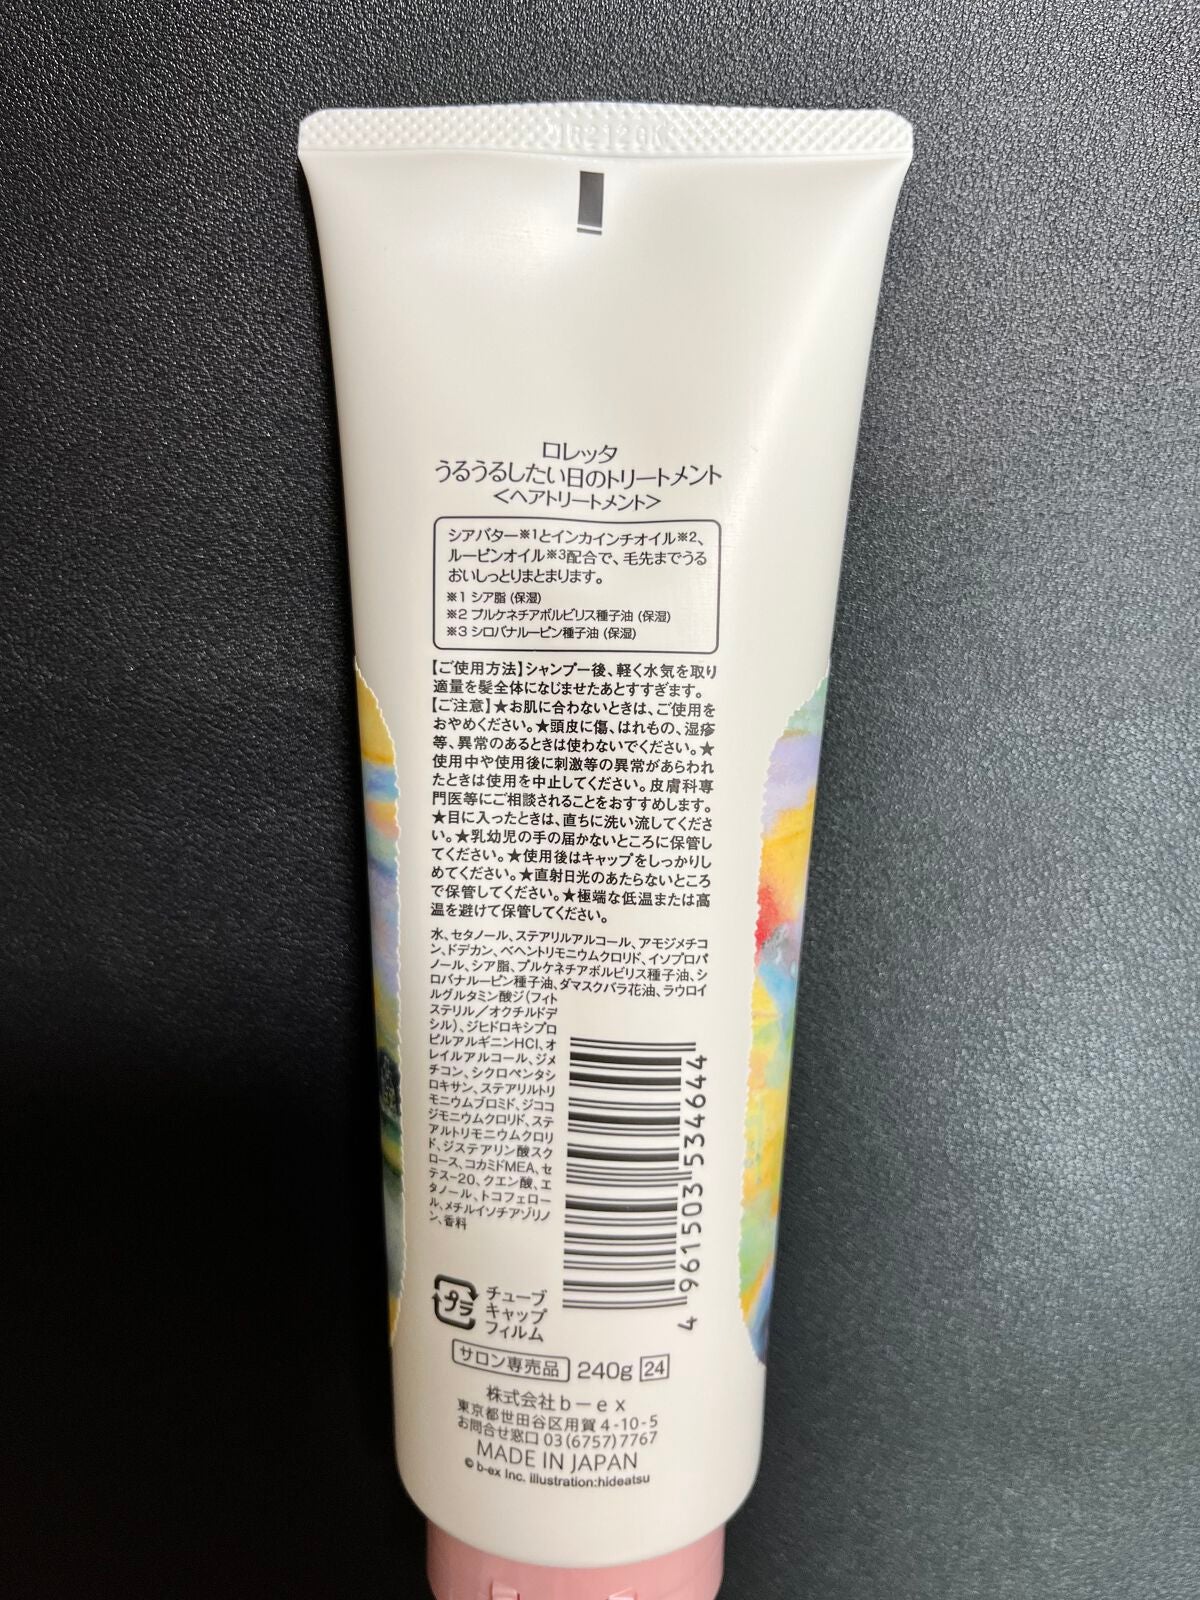 1R2126K
ロレッタ
うるうるしたい日のトリートメント
<ヘアトリートメント>
シアバター※1とインカインチオイル※2、
ルーピンオイル※3配合で、毛先までうる
おいしっとりまとまります。
※1 シア脂 (保湿)
※2 プルケネチアボルビリス種子油 (保湿)
※3 シロバナルーピン種子油 (保湿)
【ご使用方法】シャンプー後、軽く水気を取り
適量を髪全体になじませたあとすすぎます。
【ご注意】★お肌に合わないときは、ご使用を
おやめください。★頭皮に傷、はれもの、湿疹
等、異常のあるときは使わないでください。★
使用中や使用後に刺激等の異常があらわれ
たときは使用を中止してください。皮膚科専
門医等にご相談されることをおすすめします。
★目に入ったときは、直ちに洗い流してくださ
い。★乳幼児の手の届かないところに保管し
てください。★使用後はキャップをしっかりし
めてください。★直射日光のあたらないところ
で保管してください。★極端な低温または高
温を避けて保管してください。
水、セタノール、ステアリルアルコール、アモジメチコ
ン、ドデカン、ベヘントリモニウムクロリド、イソプロパ
ノール、シア脂、プルケネチアボルビリス種子油、シ
ロバナルーピン種子油、ダマスクバラ花油、ラウロイ
ルグルタミン酸ジ(フィト
ステリル/オクチルドデ
シル)、ジヒドロキシプロ
ピルアルギニンHCl、オ
レイルアルコール、ジメ
チコン、シクロペンタシ
ロキサン、ステアリルトリ
モニウムブロミド、ジココ
ジモニウムクロリド、ステ
アルトリモニウムクロリ
ド、ジステアリン酸スク
ロース、コカミドMEA、セ
テス-20、クエン酸、エ
タノール、トコフェロー
ル、メチルイソチアゾリノ
ン、香料
4961503534644
プラ
チューブ
キャップ
フィルム
サロン専売品 240g 24
株式会社b-ex
東京都世田谷区用賀4-10-5
お問合せ窓口 03(6757)7767
MADE IN JAPAN
© b-ex Inc. illustration:hideatsu